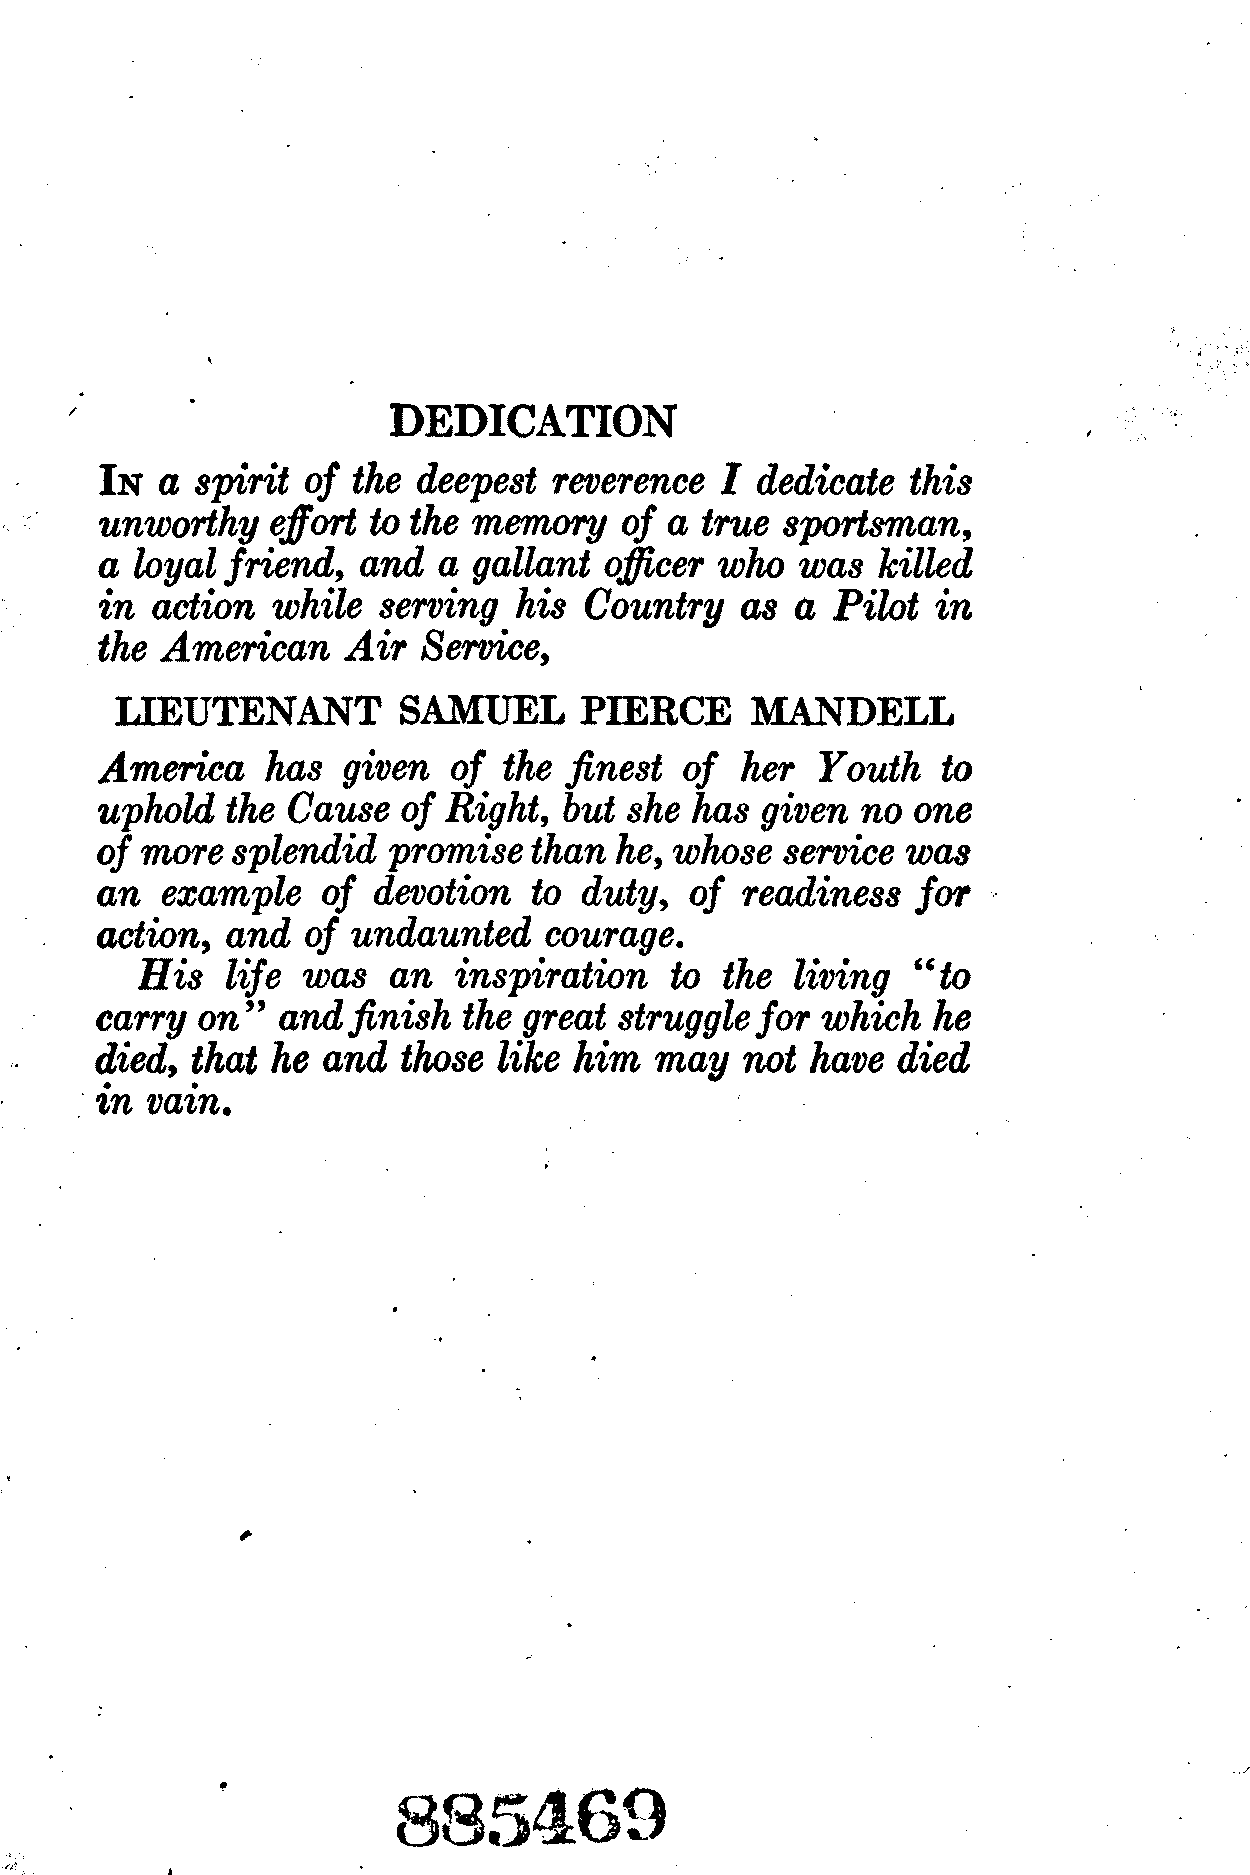 DEDICATION
IN a spirit of the deepest reverence I dedicate this
unworthy effort to the memory of a true sportsman,
a loyal friend, and a gallant officer who was killed
in action while serving his Country as a Pilot in
the American Air Service,
LIEUTENANT SAMUEL PIERCE MANDELL
America has given of the finest of her Youth to
uphold the Cause of Right, but she has given no one
of more splendid promise than he, whose service was
an example of devotion to duty, of readiness for
action, and of undaunted courage.
His life was an inspiration to the living “to
carry on” and finish the great struggle for which he
died, that he and those like him may not have died
in vain.
885469